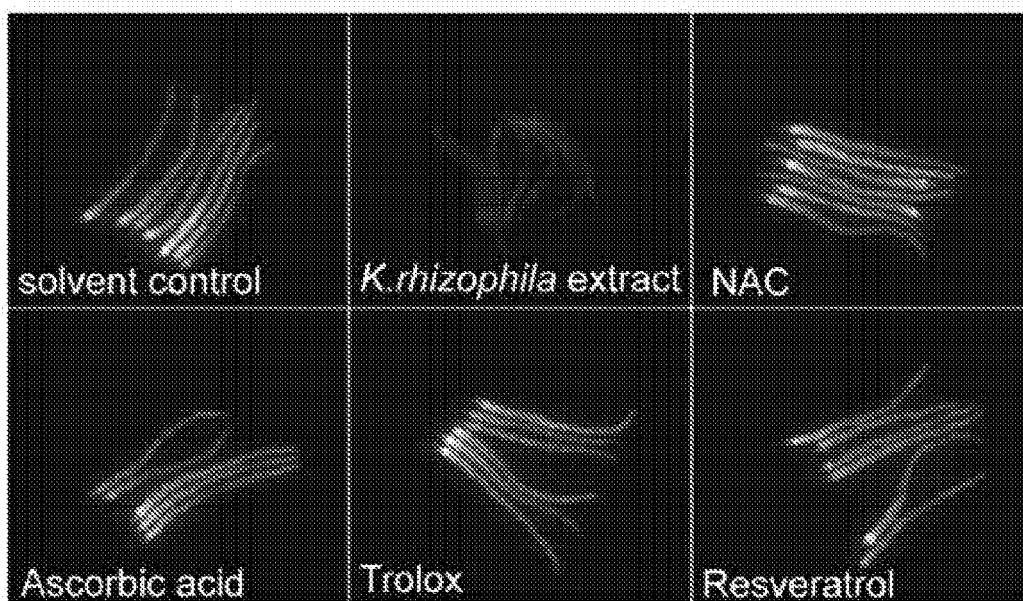 solvent control
K.rhizophila extract
NAC
Ascorbic acid
Trolox
Resveratrol